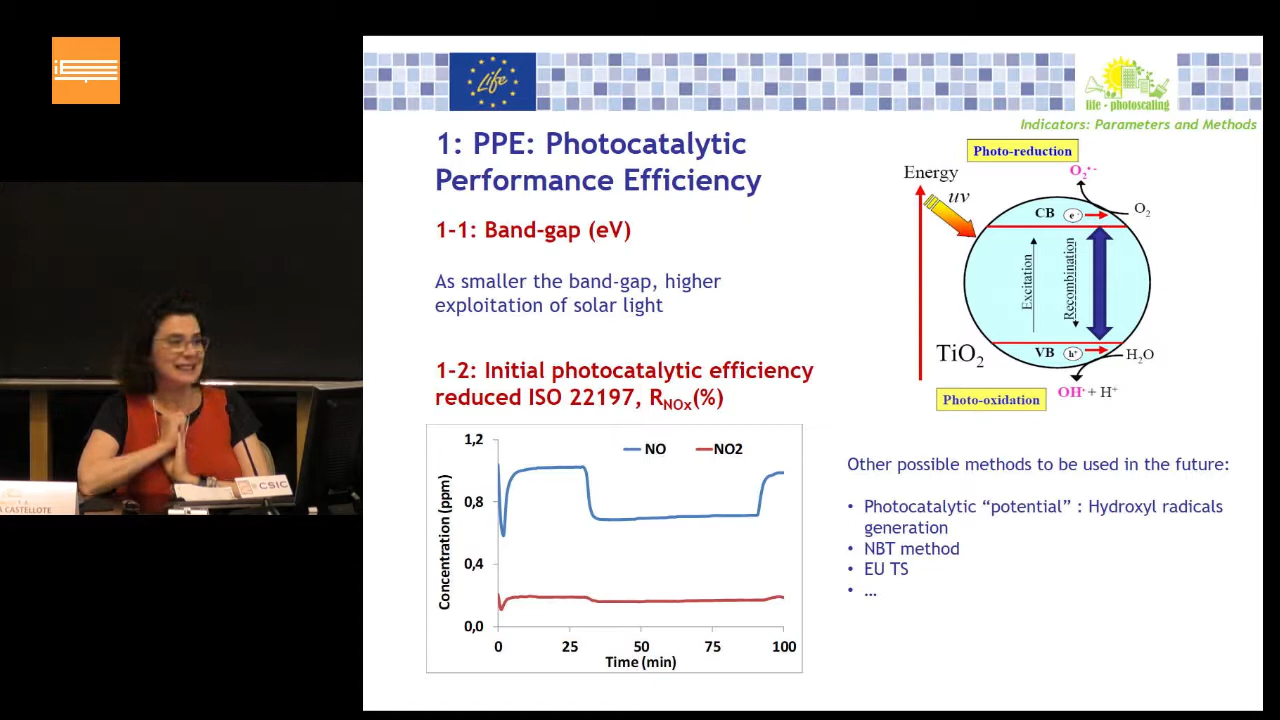 Life
life - photoscaling
Indicators: Parameters and Methods
1: PPE: Photocatalytic
Performance Efficiency
1-1: Band-gap (eV)
As smaller the band-gap, higher
exploitation of solar light
1-2: Initial photocatalytic efficiency
reduced ISO 22197, RNOx(%)
NO
NO2
1,2
0,8
0,4
0,0
Concentration (ppm)
0 25 50 75 100
Time (min)
Photo-reduction
Energy
uv
O2•-
O2
CB
e-
Excitation
Recombination
TiO2
VB
h+
H2O
OH• + H+
Photo-oxidation
Other possible methods to be used in the future:
• Photocatalytic “potential” : Hydroxyl radicals
generation
• NBT method
• EU TS
• ...
CSIC
A CASTELLOTE